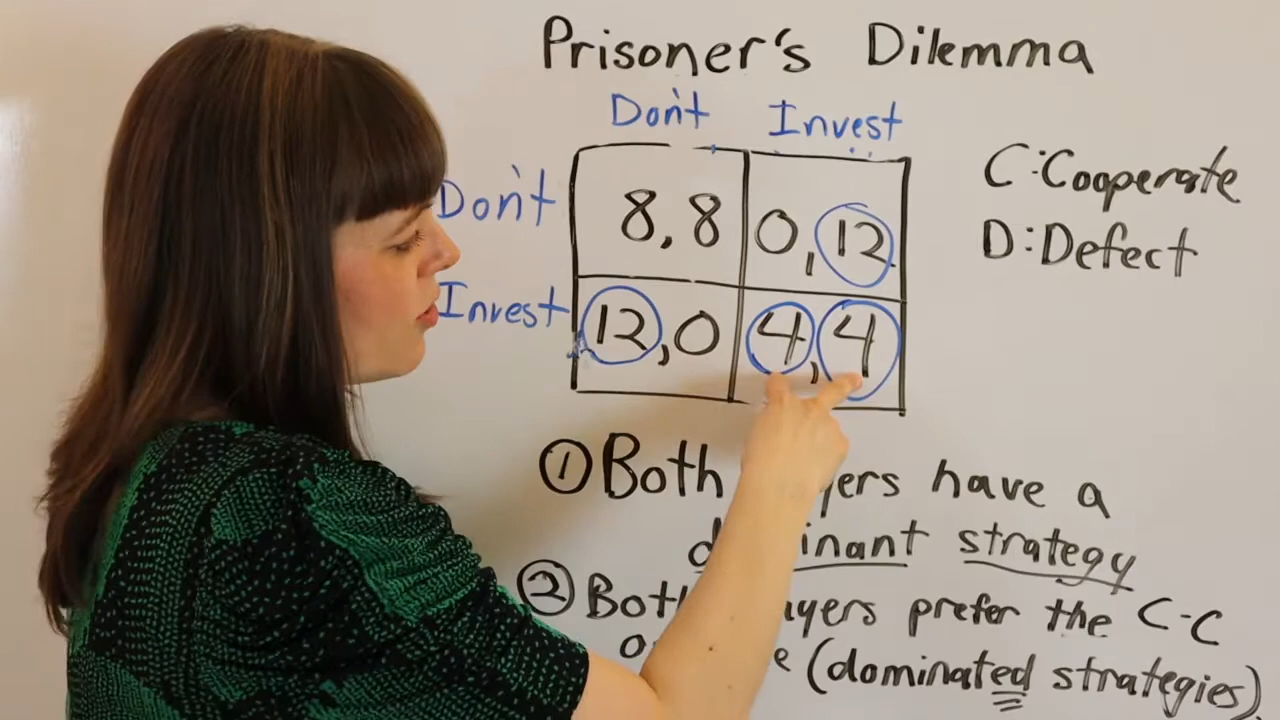 Prisoner's Dilemma
Don't Invest
C:Cooperate
Don't 8,8 0,12
D:Defect
Invest 12,0 4,4
① Both have a
strategy
② prefer the C-C
(dominated strategies)